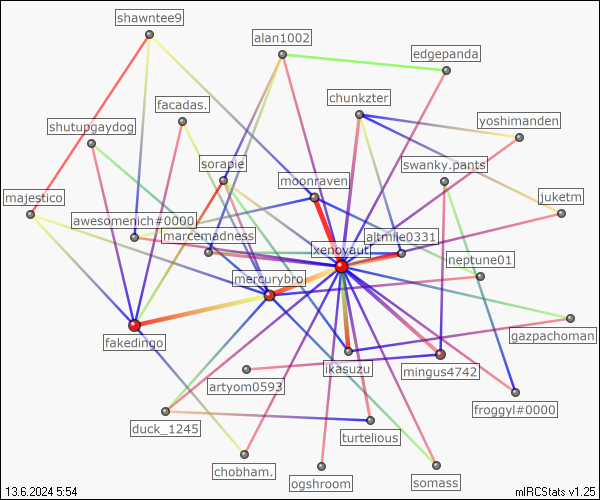 shawntee9
alan1002
edgepanda
chunkzter
facadas.
yoshimanden
shutupgaydog
sorapie
swanky.pants
moonraven
majestico
juketm
awesomenich#0000
marcemadness
altmile0331
xenoyaut
neptune01
mercurybro
gazpachoman
fakedingo
ikasuzu
mingus4742
artyom0593
froggyl#0000
duck_1245
turtelious
chobham.
ogshroom
somass
13.6.2024 5:54
mIRCStats v1.25